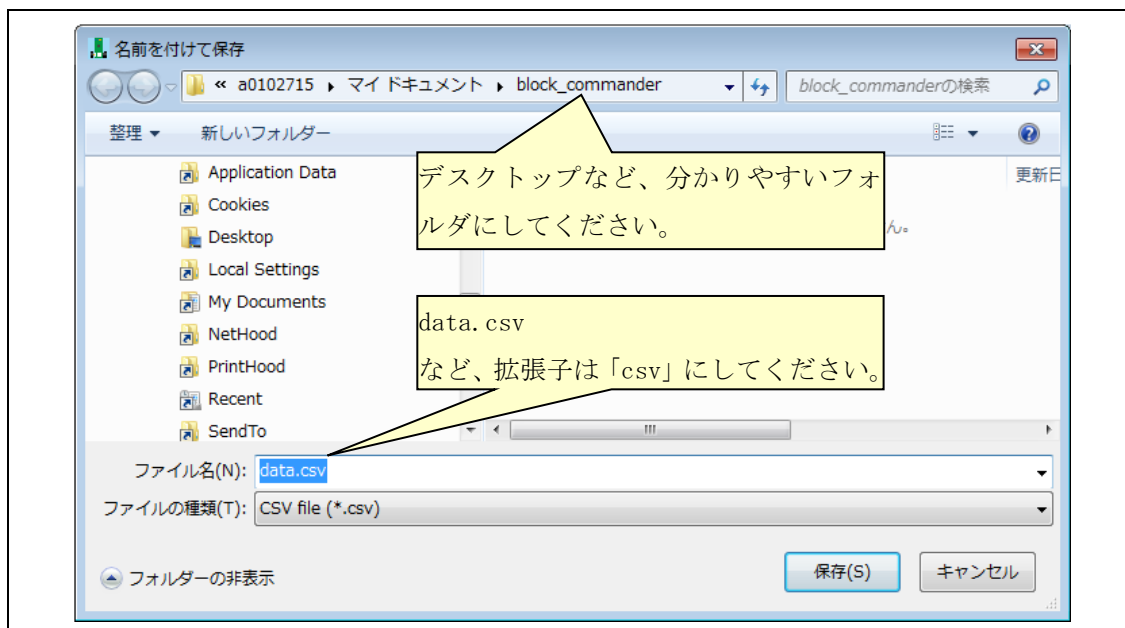 名前を付けて保存
« a0102715 ▸ マイ ドキュメント ▸ block_commander
block_commanderの検索
整理 ▼ 新しいフォルダー
Application Data
Cookies
Desktop
Local Settings
My Documents
NetHood
PrintHood
Recent
SendTo
更新日
デスクトップなど、分かりやすいフォ
ルダにしてください。
ん。
data.csv
など、拡張子は「csv」にしてください。
ファイル名(N): data.csv
ファイルの種類(T): CSV file (*.csv)
フォルダーの非表示
保存(S) キャンセル